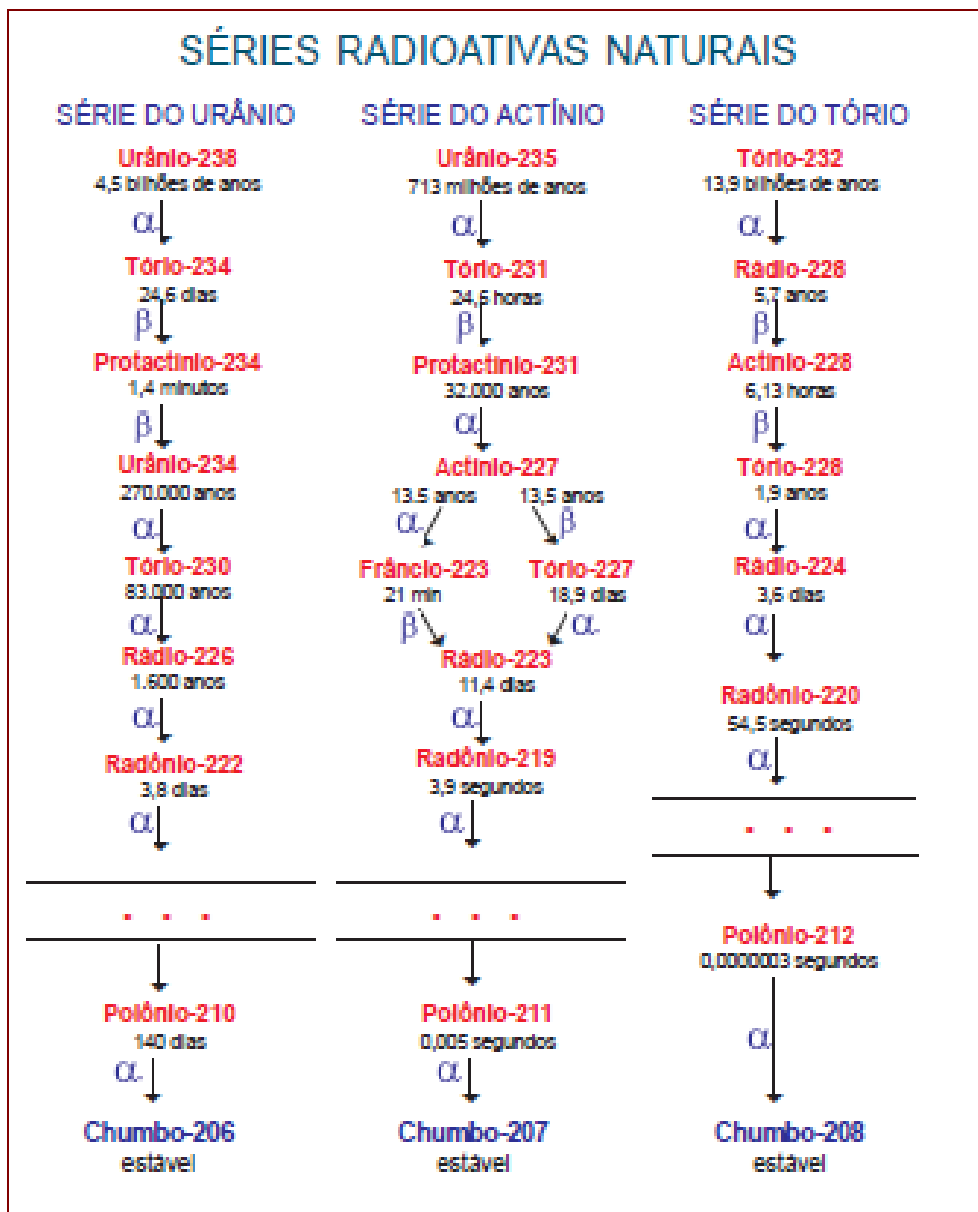 SÉRIES RADIOATIVAS NATURAIS
SÉRIE DO URÂNIO
Urânio-238
4,5 bilhões de anos
α
Tório-234
24,6 dias
β
Protactínio-234
1,4 minutos
β
Urânio-234
270.000 anos
α
Tório-230
83.000 anos
α
Rádio-226
1.600 anos
α
Radônio-222
3,8 dias
α
. . .
Polônio-210
140 dias
α
Chumbo-206
estável
SÉRIE DO ACTÍNIO
Urânio-235
713 milhões de anos
α
Tório-231
24,6 horas
β
Protactínio-231
32.000 anos
α
Actínio-227
13.5 anos 13,5 anos
α β
Frâncio-223 Tório-227
21 min 18,9 dias
β α
Rádio-223
11,4 dias
α
Radônio-219
3,9 segundos
α
. . .
Polônio-211
0,005 segundos
α
Chumbo-207
estável
SÉRIE DO TÓRIO
Tório-232
13,9 bilhões de anos
α
Rádio-228
5,7 anos
β
Actínio-228
6,13 horas
β
Tório-228
1,9 anos
α
Rádio-224
3,6 dias
α
Radônio-220
54,5 segundos
α
. . .
Polônio-212
0,0000003 segundos
α
Chumbo-208
estável